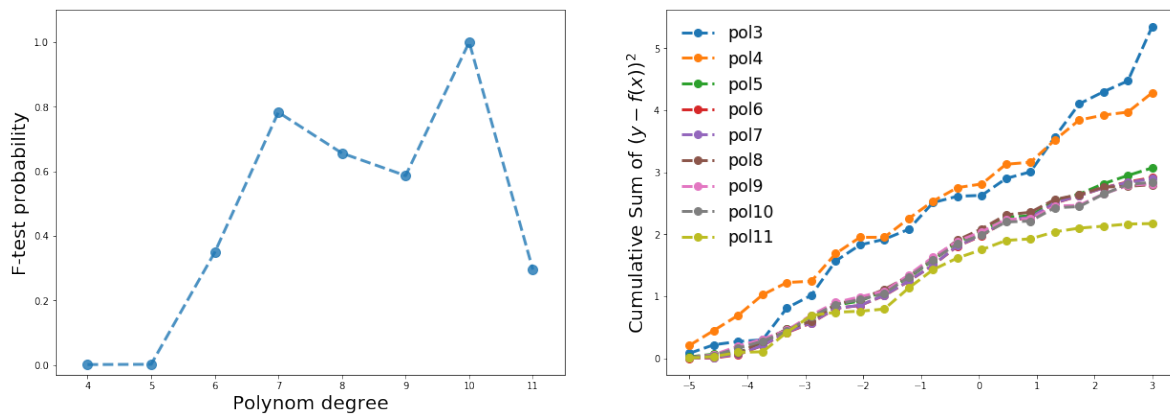 F-test probability
1.0
0.8
0.6
0.4
0.2
0.0
4 5 6 7 8 9 10 11
Polynom degree
Cumulative Sum of (y − f(x))²
5
4
3
2
1
0
−5 −4 −3 −2 −1 0 1 2 3
pol3
pol4
pol5
pol6
pol7
pol8
pol9
pol10
pol11